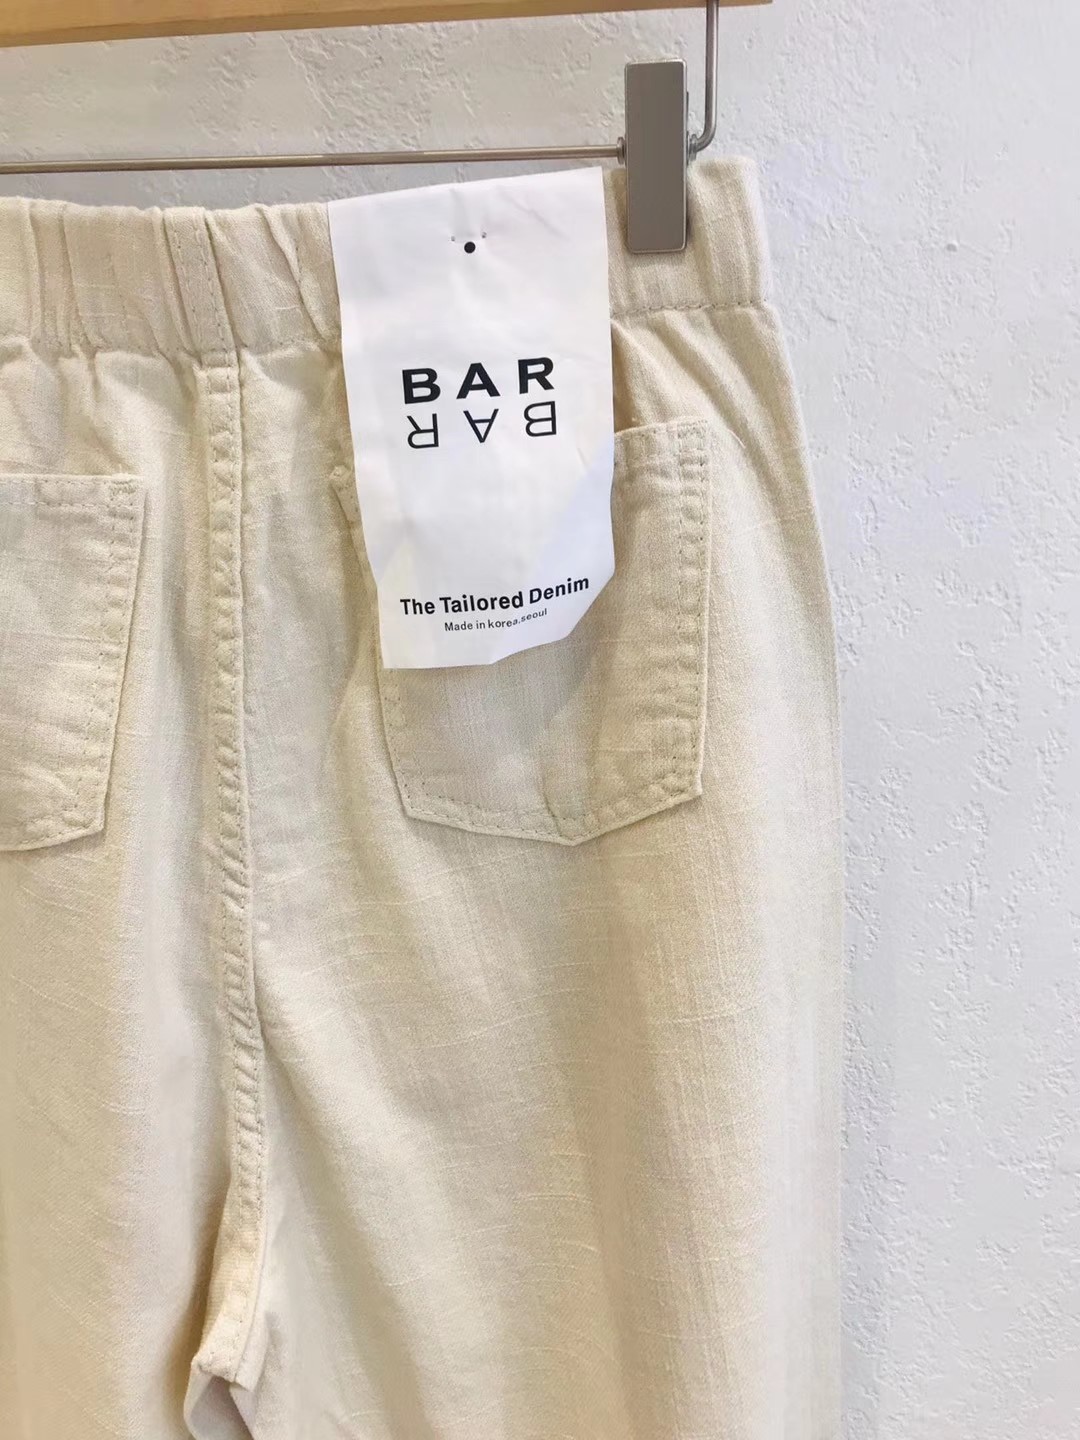 BAR
BAR
The Tailored Denim
Made in korea.seoul